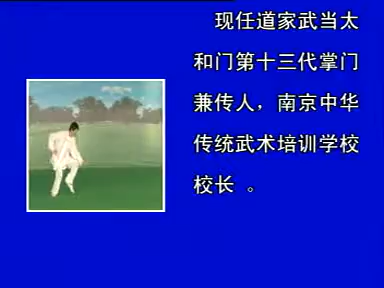 现任道家武当太
和门第十三代掌门
兼传人，南京中华
传统武术培训学校
校长 。